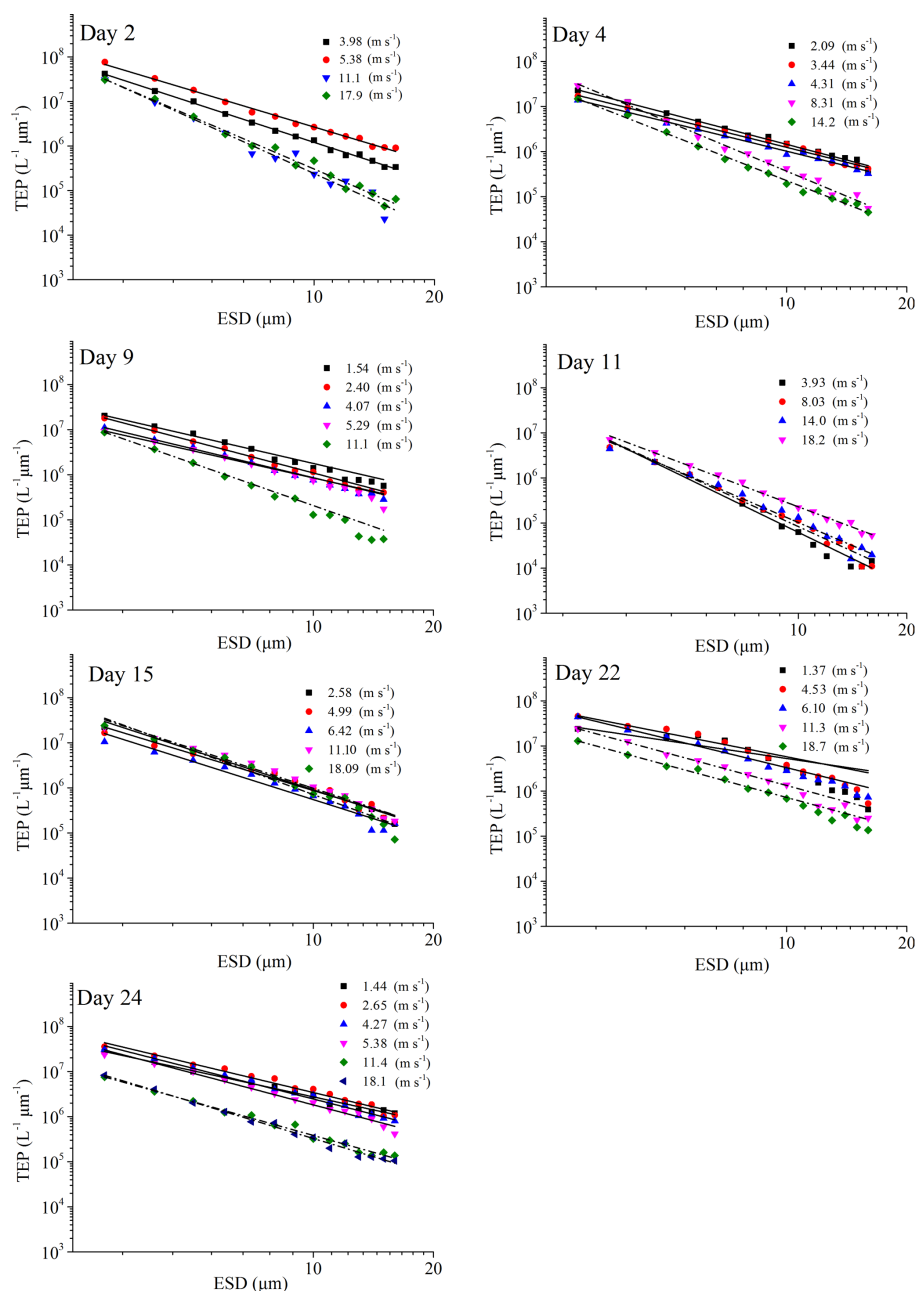 Day 2
3.98 (m s⁻¹)
5.38 (m s⁻¹)
11.1 (m s⁻¹)
17.9 (m s⁻¹)
10⁸
10⁷
10⁶
10⁵
10⁴
10³
TEP (L⁻¹ μm⁻¹)
10
20
ESD (μm)
Day 4
2.09 (m s⁻¹)
3.44 (m s⁻¹)
4.31 (m s⁻¹)
8.31 (m s⁻¹)
14.2 (m s⁻¹)
10⁸
10⁷
10⁶
10⁵
10⁴
10³
TEP (L⁻¹ μm⁻¹)
10
20
ESD (μm)
Day 9
1.54 (m s⁻¹)
2.40 (m s⁻¹)
4.07 (m s⁻¹)
5.29 (m s⁻¹)
11.1 (m s⁻¹)
10⁸
10⁷
10⁶
10⁵
10⁴
10³
TEP (L⁻¹μm⁻¹)
10
20
ESD (μm)
Day 11
3.93 (m s⁻¹)
8.03 (m s⁻¹)
14.0 (m s⁻¹)
18.2 (m s⁻¹)
10⁸
10⁷
10⁶
10⁵
10⁴
10³
TEP (L⁻¹ μm⁻¹)
10
20
ESD (μm)
Day 15
2.58 (m s⁻¹)
4.99 (m s⁻¹)
6.42 (m s⁻¹)
11.10 (m s⁻¹)
18.09 (m s⁻¹)
10⁸
10⁷
10⁶
10⁵
10⁴
10³
TEP (L⁻¹ μm⁻¹)
10
20
ESD (μm)
Day 22
1.37 (m s⁻¹)
4.53 (m s⁻¹)
6.10 (m s⁻¹)
11.3 (m s⁻¹)
18.7 (m s⁻¹)
10⁸
10⁷
10⁶
10⁵
10⁴
10³
TEP (L⁻¹ μm⁻¹)
10
20
ESD (μm)
Day 24
1.44 (m s⁻¹)
2.65 (m s⁻¹)
4.27 (m s⁻¹)
5.38 (m s⁻¹)
11.4 (m s⁻¹)
18.1 (m s⁻¹)
10⁸
10⁷
10⁶
10⁵
10⁴
10³
TEP (L⁻¹ μm⁻¹)
10
20
ESD (μm)